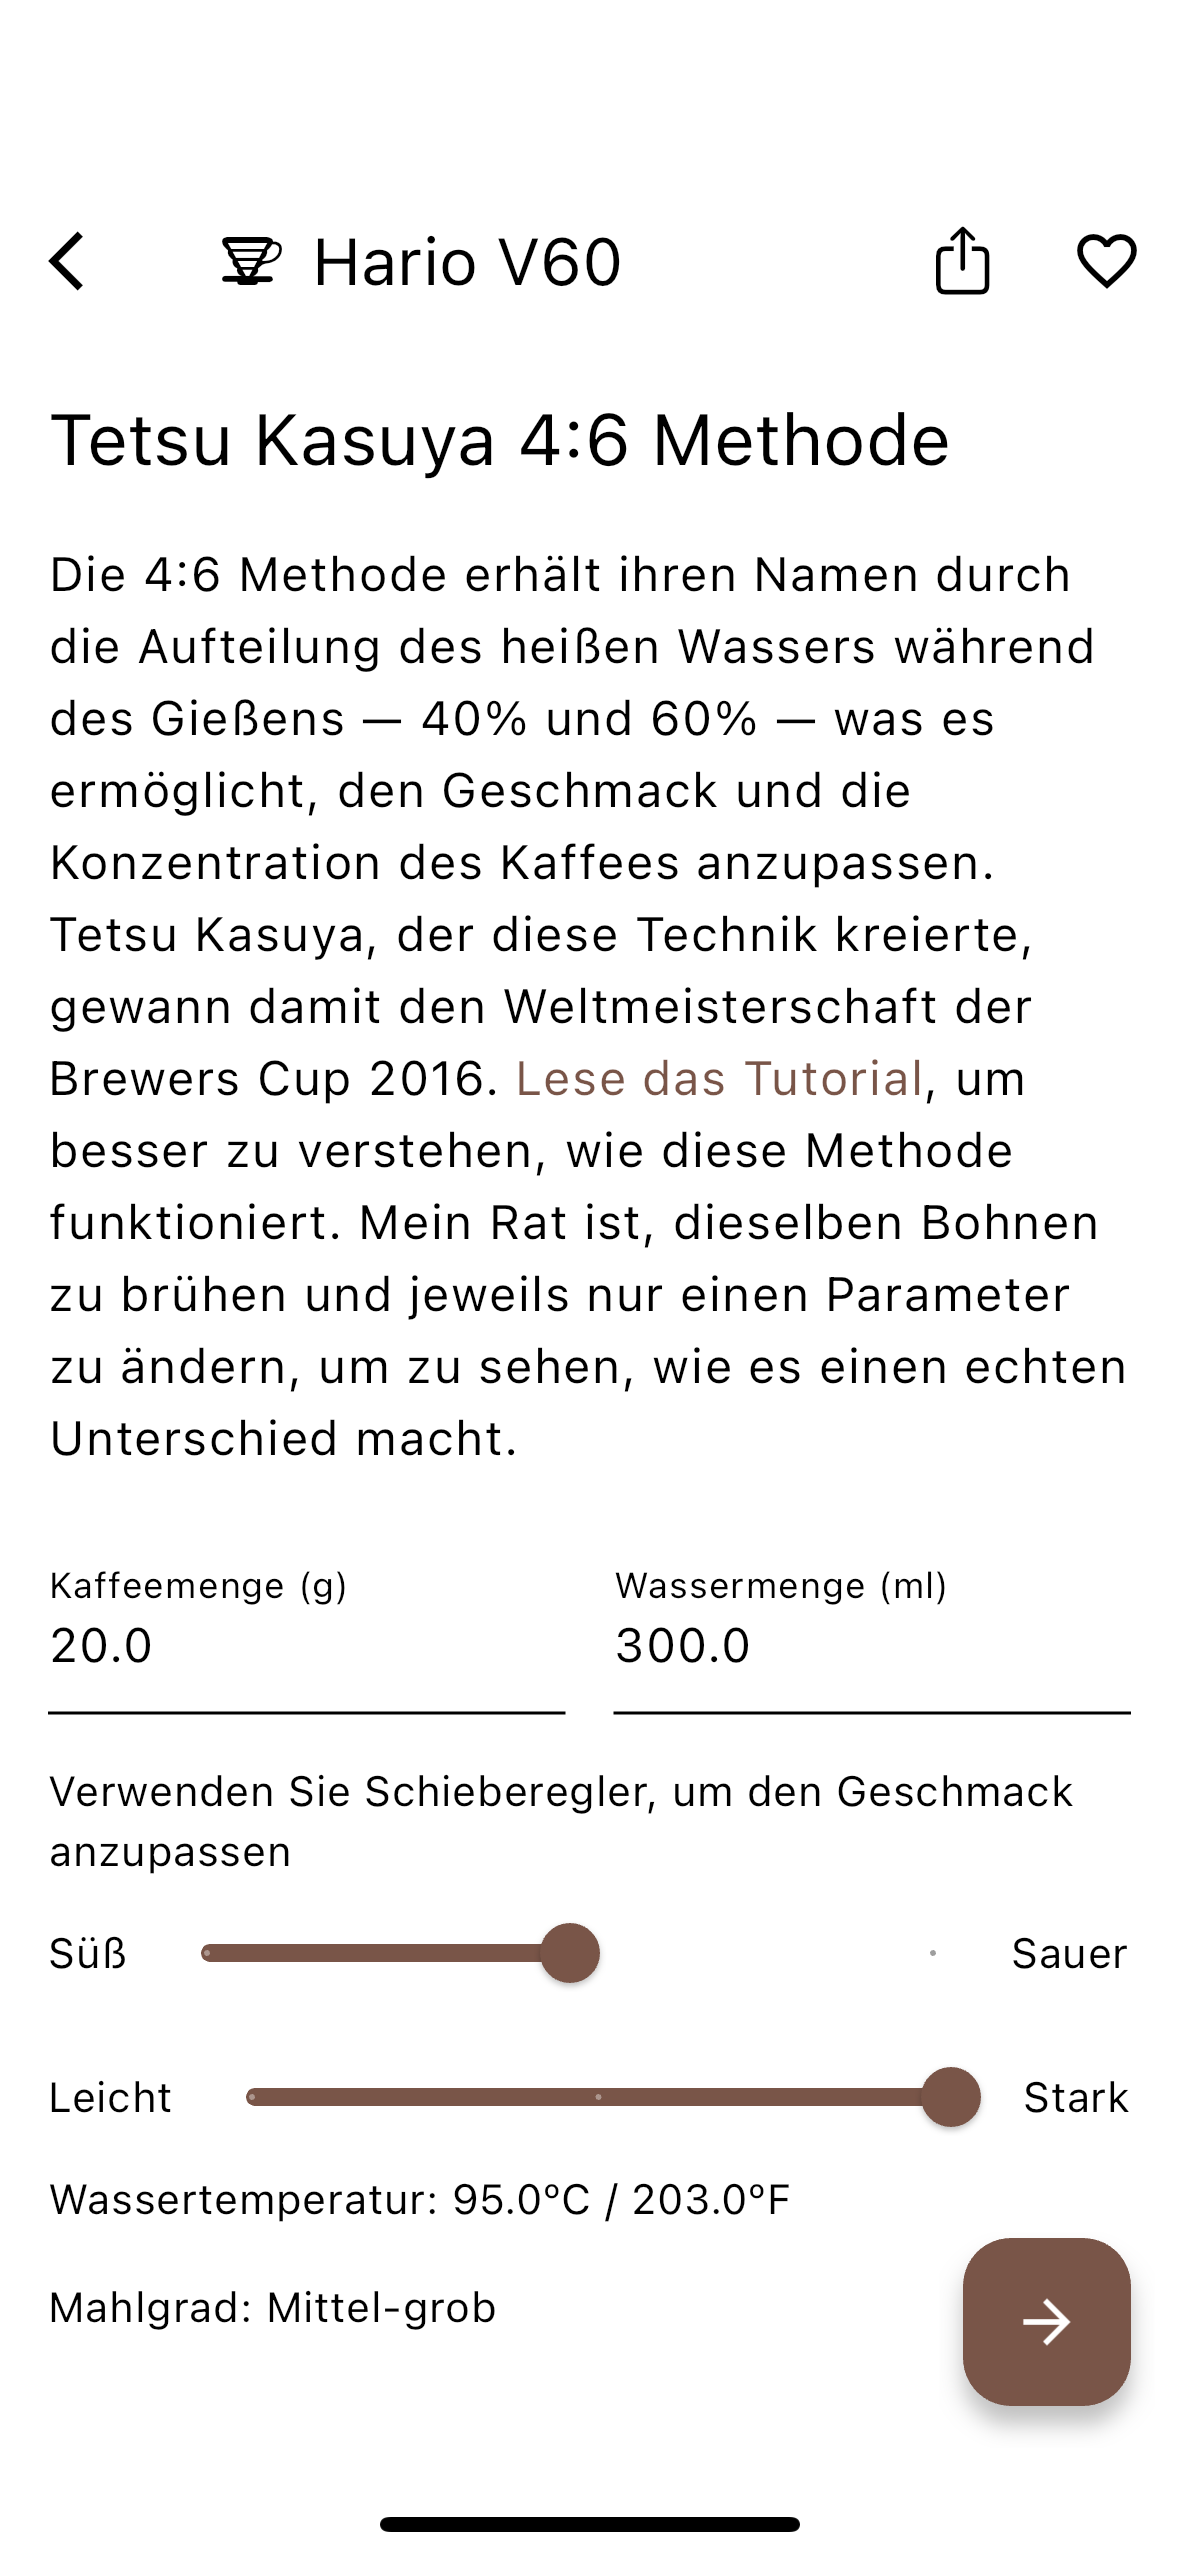 Hario V60
Tetsu Kasuya 4:6 Methode
Die 4:6 Methode erhält ihren Namen durch
die Aufteilung des heißen Wassers während
des Gießens — 40% und 60% — was es
ermöglicht, den Geschmack und die
Konzentration des Kaffees anzupassen.
Tetsu Kasuya, der diese Technik kreierte,
gewann damit den Weltmeisterschaft der
Brewers Cup 2016. Lese das Tutorial, um
besser zu verstehen, wie diese Methode
funktioniert. Mein Rat ist, dieselben Bohnen
zu brühen und jeweils nur einen Parameter
zu ändern, um zu sehen, wie es einen echten
Unterschied macht.
Kaffeemenge (g) Wassermenge (ml)
20.0 300.0
Verwenden Sie Schieberegler, um den Geschmack
anzupassen
Süß Sauer
Leicht Stark
Wassertemperatur: 95.0ºC / 203.0ºF
Mahlgrad: Mittel-grob